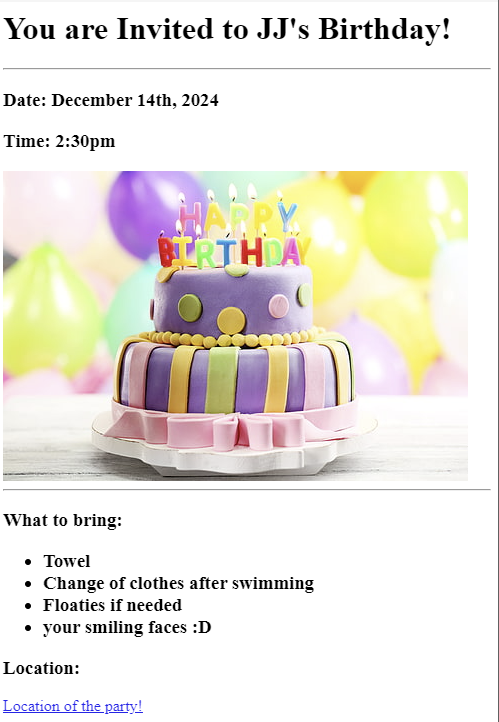 You are Invited to JJ's Birthday!
Date: December 14th, 2024
Time: 2:30pm
HAPPY
BIRTHDAY
What to bring:
Towel
Change of clothes after swimming
Floaties if needed
your smiling faces :D
Location:
Location of the party!